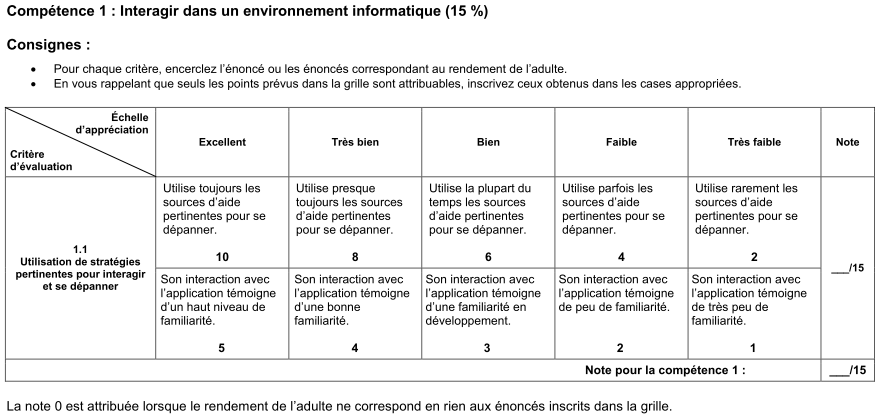 Compétence 1 : Interagir dans un environnement informatique (15 %)
Consignes :
• Pour chaque critère, encerclez l’énoncé ou les énoncés correspondant au rendement de l’adulte.
• En vous rappelant que seuls les points prévus dans la grille sont attribuables, inscrivez ceux obtenus dans les cases appropriées.
Échelle
d’appréciation
Critère
d’évaluation
Excellent
Très bien
Bien
Faible
Très faible
Note
1.1
Utilisation de stratégies
pertinentes pour interagir
et se dépanner
Utilise toujours les
sources d’aide
pertinentes pour se
dépanner.
10
Utilise presque
toujours les sources
d’aide pertinentes
pour se dépanner.
8
Utilise la plupart du
temps les sources
d’aide pertinentes
pour se dépanner.
6
Utilise parfois les
sources d’aide
pertinentes pour se
dépanner.
4
Utilise rarement les
sources d’aide
pertinentes pour se
dépanner.
2
___/15
Son interaction avec
l’application témoigne
d’un haut niveau de
familiarité.
5
Son interaction avec
l’application témoigne
d’une bonne
familiarité.
4
Son interaction avec
l’application témoigne
d’une familiarité en
développement.
3
Son interaction avec
l’application témoigne
de peu de familiarité.
2
Son interaction avec
l’application témoigne
de très peu de
familiarité.
1
Note pour la compétence 1 :
___/15
La note 0 est attribuée lorsque le rendement de l’adulte ne correspond en rien aux énoncés inscrits dans la grille.